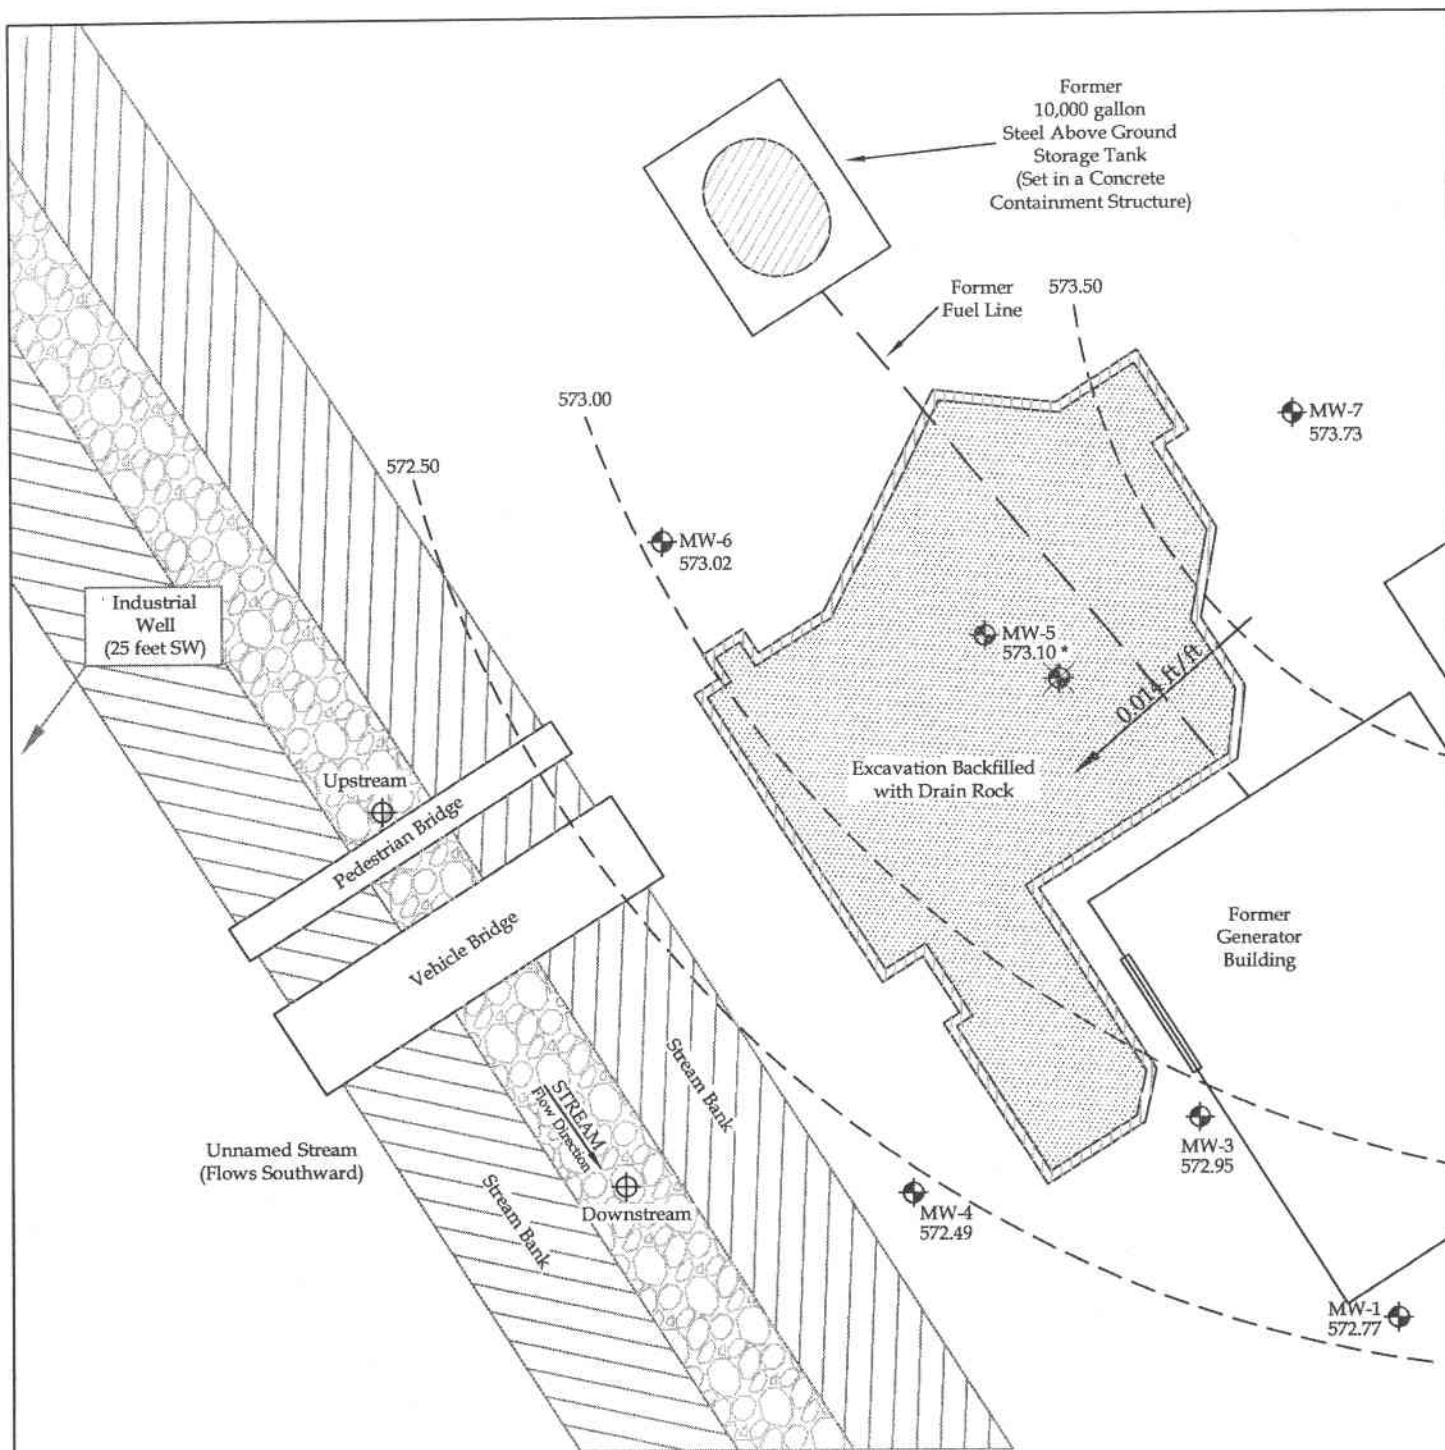 Former
10,000 gallon
Steel Above Ground
Storage Tank
(Set in a Concrete
Containment Structure)
Former
Fuel Line
573.50
573.00
MW-7
573.73
572.50
MW-6
573.02
Industrial
Well
(25 feet SW)
MW-5
573.10 *
0.014 ft/ft
Upstream
Excavation Backfilled
with Drain Rock
Pedestrian Bridge
Vehicle Bridge
Former
Generator
Building
Stream Bank
STREAM
Flow Direction
Unnamed Stream
(Flows Southward)
MW-3
572.95
Stream Bank
Downstream
MW-4
572.49
MW-1
572.77